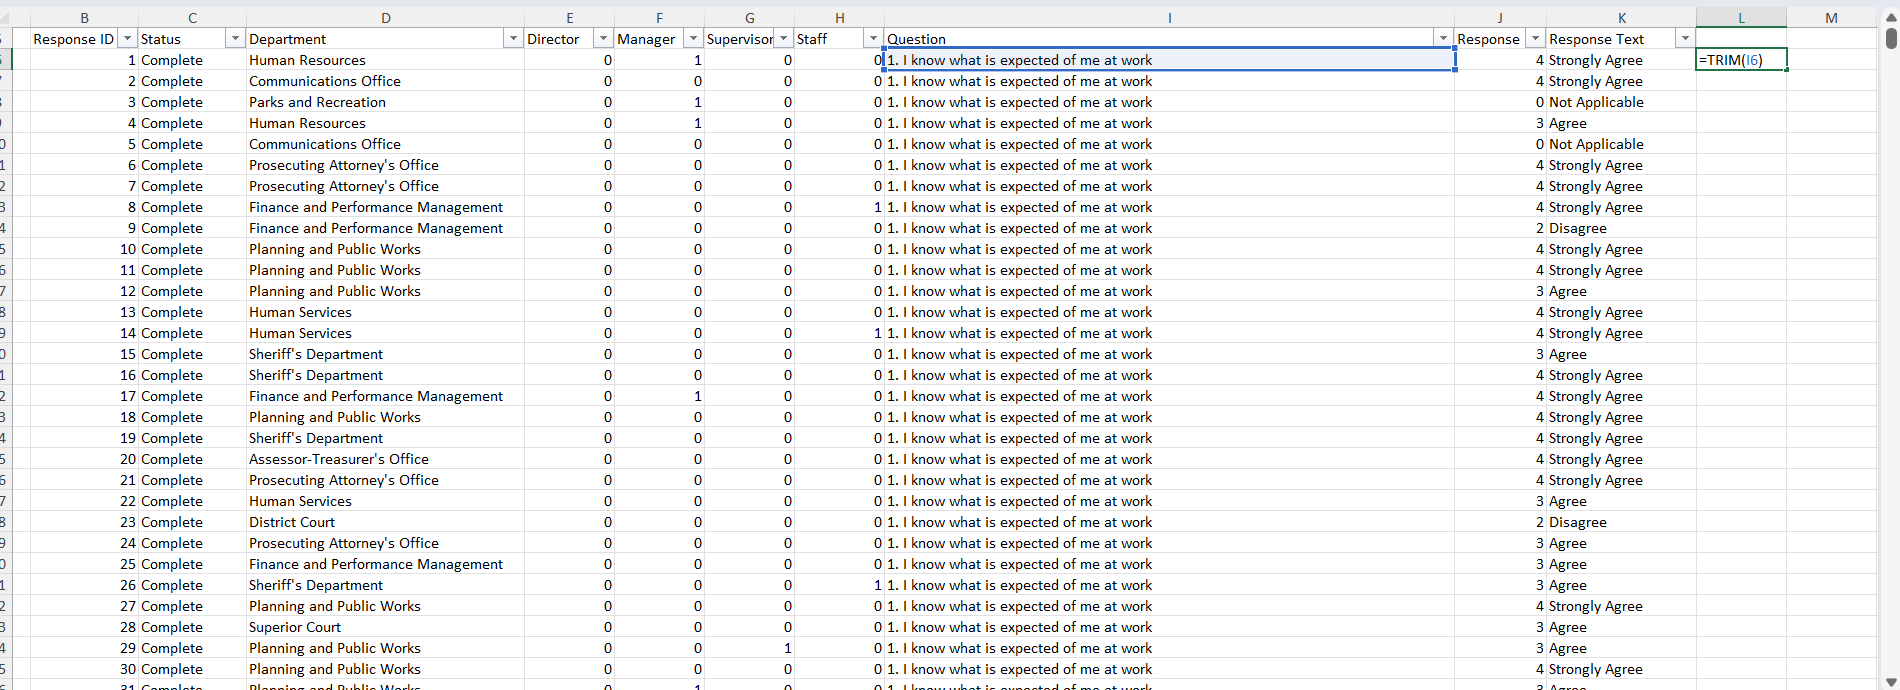 B C D E F G H I J K L M
Response ID Status Department Director Manager Supervisor Staff Question Response Response Text
1 Complete Human Resources 0 1 0 0 1. I know what is expected of me at work 4 Strongly Agree =TRIM(I6)
2 Complete Communications Office 0 0 0 0 1. I know what is expected of me at work 4 Strongly Agree
3 Complete Parks and Recreation 0 1 0 0 1. I know what is expected of me at work 0 Not Applicable
4 Complete Human Resources 0 1 0 0 1. I know what is expected of me at work 3 Agree
5 Complete Communications Office 0 0 0 0 1. I know what is expected of me at work 0 Not Applicable
6 Complete Prosecuting Attorney's Office 0 0 0 0 1. I know what is expected of me at work 4 Strongly Agree
7 Complete Prosecuting Attorney's Office 0 0 0 0 1. I know what is expected of me at work 4 Strongly Agree
8 Complete Finance and Performance Management 0 0 0 1 1. I know what is expected of me at work 4 Strongly Agree
9 Complete Finance and Performance Management 0 0 0 0 1. I know what is expected of me at work 2 Disagree
10 Complete Planning and Public Works 0 0 0 0 1. I know what is expected of me at work 4 Strongly Agree
11 Complete Planning and Public Works 0 0 0 0 1. I know what is expected of me at work 4 Strongly Agree
12 Complete Planning and Public Works 0 0 0 0 1. I know what is expected of me at work 3 Agree
13 Complete Human Services 0 0 0 0 1. I know what is expected of me at work 4 Strongly Agree
14 Complete Human Services 0 0 0 1 1. I know what is expected of me at work 4 Strongly Agree
15 Complete Sheriff's Department 0 0 0 0 1. I know what is expected of me at work 3 Agree
16 Complete Sheriff's Department 0 0 0 0 1. I know what is expected of me at work 4 Strongly Agree
17 Complete Finance and Performance Management 0 1 0 0 1. I know what is expected of me at work 4 Strongly Agree
18 Complete Planning and Public Works 0 0 0 0 1. I know what is expected of me at work 4 Strongly Agree
19 Complete Sheriff's Department 0 0 0 0 1. I know what is expected of me at work 4 Strongly Agree
20 Complete Assessor-Treasurer's Office 0 0 0 0 1. I know what is expected of me at work 4 Strongly Agree
21 Complete Prosecuting Attorney's Office 0 0 0 0 1. I know what is expected of me at work 4 Strongly Agree
22 Complete Human Services 0 0 0 0 1. I know what is expected of me at work 3 Agree
23 Complete District Court 0 0 0 0 1. I know what is expected of me at work 2 Disagree
24 Complete Prosecuting Attorney's Office 0 0 0 0 1. I know what is expected of me at work 3 Agree
25 Complete Finance and Performance Management 0 0 0 0 1. I know what is expected of me at work 3 Agree
26 Complete Sheriff's Department 0 0 0 1 1. I know what is expected of me at work 3 Agree
27 Complete Planning and Public Works 0 0 0 0 1. I know what is expected of me at work 4 Strongly Agree
28 Complete Superior Court 0 0 0 0 1. I know what is expected of me at work 3 Agree
29 Complete Planning and Public Works 0 0 1 0 1. I know what is expected of me at work 3 Agree
30 Complete Planning and Public Works 0 0 0 0 1. I know what is expected of me at work 4 Strongly Agree
31 Complete Planning and Public Works 0 1 0 0 1. I know what is expected of me at work 3 Agree